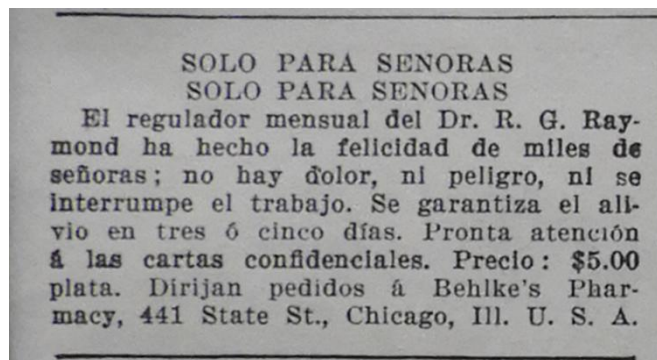 SOLO PARA SENORAS
SOLO PARA SENORAS
El regulador mensual del Dr. R. G. Ray-
mond ha hecho la felicidad de miles de
señoras; no hay dolor, ni peligro, ni se
interrumpe el trabajo. Se garantiza el ali-
vio en tres ó cinco días. Pronta atención
á las cartas confidenciales. Precio: $5.00
plata. Dirijan pedidos á Behlke's Phar-
macy, 441 State St., Chicago, Ill. U. S. A.